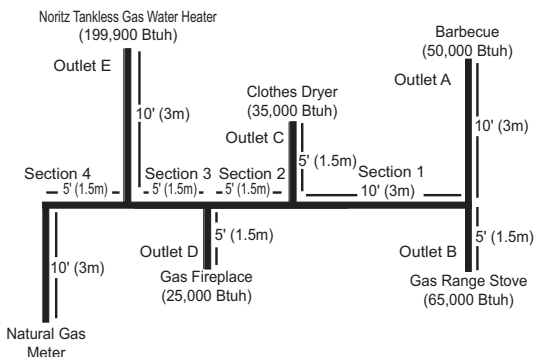 Noritz Tankless Gas Water Heater
(199,900 Btuh)
Outlet E
10' (3m)
Barbecue
(50,000 Btuh)
Outlet A
10' (3m)
Clothes Dryer
(35,000 Btuh)
Outlet C
5' (1.5m)
Section 4
5' (1.5m)
Section 3
5' (1.5m)
Section 2
5' (1.5m)
Section 1
10' (3m)
10' (3m)
Natural Gas
Meter
Outlet D
5' (1.5m)
Gas Fireplace
(25,000 Btuh)
Outlet B
5' (1.5m)
Gas Range Stove
(65,000 Btuh)